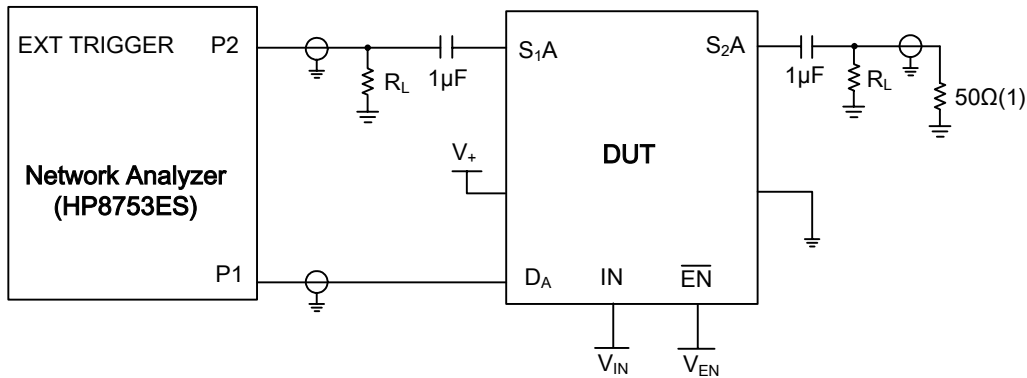 EXT TRIGGER P2
S₁A
S₂A
1µF
R_L
1µF
R_L
50Ω(1)
V₊
DUT
Network Analyzer
(HP8753ES)
P1
D_A
IN
E̅N̅
V_IN
V_EN